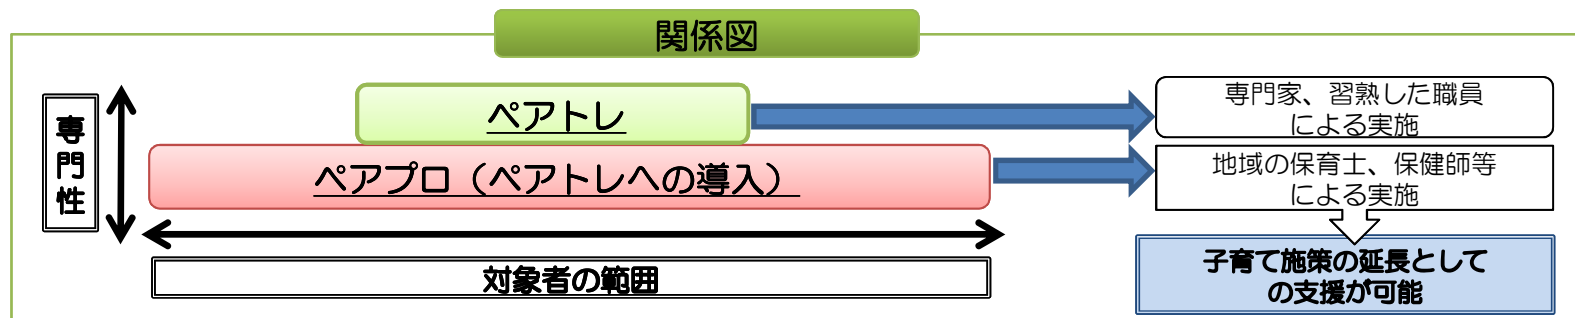 関係図
専門性
ペアトレ
ペアプロ（ペアトレへの導入）
対象者の範囲
専門家、習熟した職員
による実施
地域の保育士、保健師等
による実施
子育て施策の延長として
の支援が可能